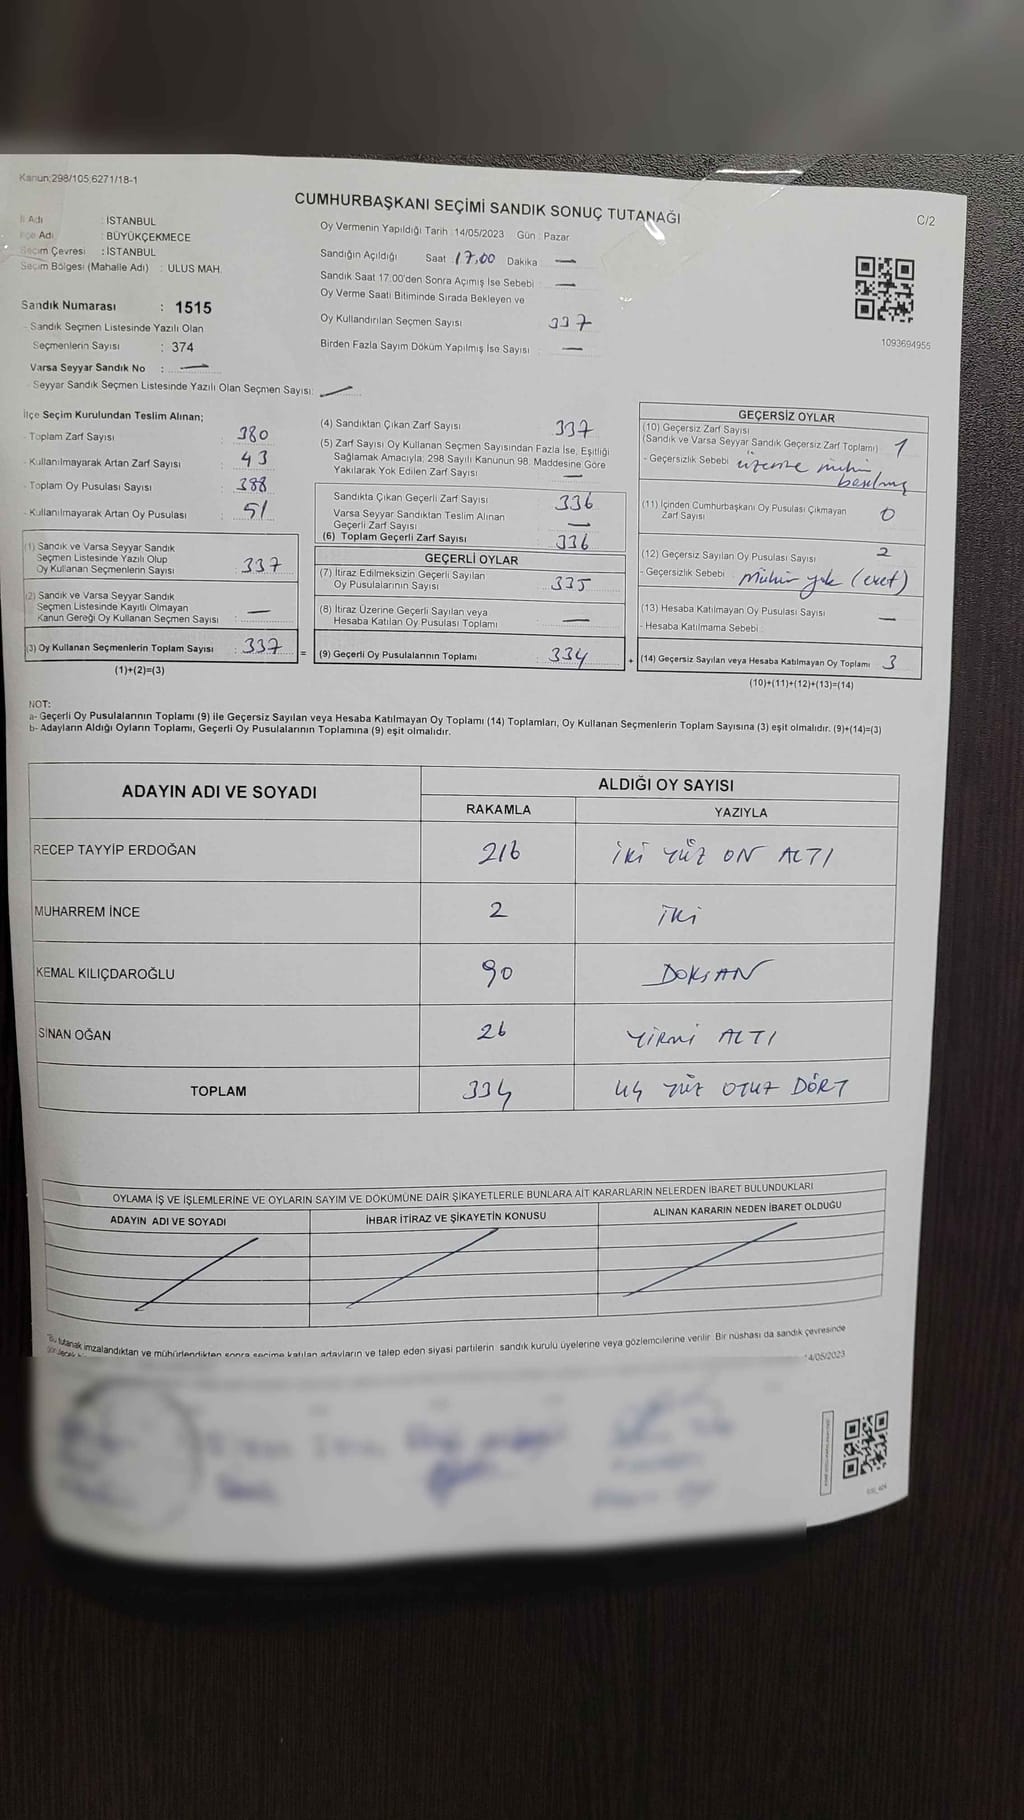 Kanun:298/105,6271/18-1
CUMHURBAŞKANI SEÇİMİ SANDIK SONUÇ TUTANAĞI
C/2
İl Adı : İSTANBUL
İlçe Adı : BÜYÜKÇEKMECE
Seçim Çevresi : İSTANBUL
Seçim Bölgesi (Mahalle Adı) : ULUS MAH.
Sandık Numarası : 1515
- Sandık Seçmen Listesinde Yazılı Olan
Seçmenlerin Sayısı : 374
Varsa Seyyar Sandık No : —
- Seyyar Sandık Seçmen Listesinde Yazılı Olan Seçmen Sayısı: —
Oy Vermenin Yapıldığı Tarih : 14/05/2023 Gün : Pazar
Sandığın Açıldığı Saat : 17.00 Dakika : —
Sandık Saat 17:00'den Sonra Açımış İse Sebebi : —
Oy Verme Saati Bitiminde Sırada Bekleyen ve
Oy Kullandırılan Seçmen Sayısı 337
Birden Fazla Sayım Döküm Yapılmış İse Sayısı : —
1093694955
İlçe Seçim Kurulundan Teslim Alınan;
- Toplam Zarf Sayısı : 380
- Kullanılmayarak Artan Zarf Sayısı : 43
- Toplam Oy Pusulası Sayısı : 388
- Kullanılmayarak Artan Oy Pusulası : 51
(1) Sandık ve Varsa Seyyar Sandık
Seçmen Listesinde Yazılı Olup
Oy Kullanan Seçmenlerin Sayısı : 337
(2) Sandık ve Varsa Seyyar Sandık
Seçmen Listesinde Kayıtlı Olmayan
Kanun Gereği Oy Kullanan Seçmen Sayısı : —
(3) Oy Kullanan Seçmenlerin Toplam Sayısı : 337 =
(1)+(2)=(3)
(4) Sandıktan Çıkan Zarf Sayısı : 337
(5) Zarf Sayısı Oy Kullanan Seçmen Sayısından Fazla İse, Eşitliği
Sağlamak Amacıyla, 298 Sayılı Kanunun 98. Maddesine Göre
Yakılarak Yok Edilen Zarf Sayısı : —
Sandıkta Çıkan Geçerli Zarf Sayısı : 336
Varsa Seyyar Sandıktan Teslim Alınan
Geçerli Zarf Sayısı : —
(6) Toplam Geçerli Zarf Sayısı : 336
GEÇERLİ OYLAR
(7) İtiraz Edilmeksizin Geçerli Sayılan
Oy Pusulalarının Sayısı : 335
(8) İtiraz Üzerine Geçerli Sayılan veya
Hesaba Katılan Oy Pusulası Toplamı : —
(9) Geçerli Oy Pusulalarının Toplamı : 334 +
GEÇERSİZ OYLAR
(10) Geçersiz Zarf Sayısı
(Sandık ve Varsa Seyyar Sandık Geçersiz Zarf Toplamı) : 1
- Geçersizlik Sebebi : üzerine mühür
basılmış
(11) İçinden Cumhurbaşkanı Oy Pusulası Çıkmayan
Zarf Sayısı : 0
(12) Geçersiz Sayılan Oy Pusulası Sayısı : 2
- Geçersizlik Sebebi : Mühür yok (evet)
(13) Hesaba Katılmayan Oy Pusulası Sayısı : —
- Hesaba Katılmama Sebebi :
(14) Geçersiz Sayılan veya Hesaba Katılmayan Oy Toplamı : 3
(10)+(11)+(12)+(13)=(14)
NOT:
a- Geçerli Oy Pusulalarının Toplamı (9) ile Geçersiz Sayılan veya Hesaba Katılmayan Oy Toplamı (14) Toplamları, Oy Kullanan Seçmenlerin Toplam Sayısına (3) eşit olmalıdır. (9)+(14)=(3)
b- Adayların Aldığı Oyların Toplamı, Geçerli Oy Pusulalarının Toplamına (9) eşit olmalıdır.
ADAYIN ADI VE SOYADI ALDIĞI OY SAYISI
RAKAMLA YAZIYLA
RECEP TAYYİP ERDOĞAN 216 İKİ YÜZ ON ALTI
MUHARREM İNCE 2 İKİ
KEMAL KILIÇDAROĞLU 90 DOKSAN
SİNAN OĞAN 26 YİRMİ ALTI
TOPLAM 334 ÜÇ YÜZ OTUZ DÖRT
OYLAMA İŞ VE İŞLEMLERİNE VE OYLARIN SAYIM VE DÖKÜMÜNE DAİR ŞİKAYETLERLE BUNLARA AİT KARARLARIN NELERDEN İBARET BULUNDUKLARI
ADAYIN ADI VE SOYADI İHBAR İTİRAZ VE ŞİKAYETİN KONUSU ALINAN KARARIN NEDEN İBARET OLDUĞU
"Bu tutanak imzalandıktan ve mühürlendikten sonra seçime katılan adayların ve talep eden siyasi partilerin sandık kurulu üyelerine veya gözlemcilerine verilir. Bir nüshası da sandık çevresinde
14/05/2023